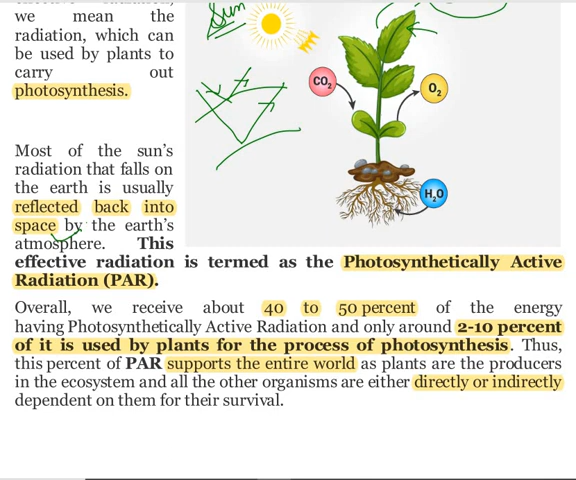 we mean the
radiation, which can
be used by plants to
carry out
photosynthesis.
Sun
CO2
O2
H2O
Most of the sun's
radiation that falls on
the earth is usually
reflected back into
space by the earth's
atmosphere. This
effective radiation is termed as the Photosynthetically Active
Radiation (PAR).
Overall, we receive about 40 to 50 percent of the energy
having Photosynthetically Active Radiation and only around 2-10 percent
of it is used by plants for the process of photosynthesis. Thus,
this percent of PAR supports the entire world as plants are the producers
in the ecosystem and all the other organisms are either directly or indirectly
dependent on them for their survival.